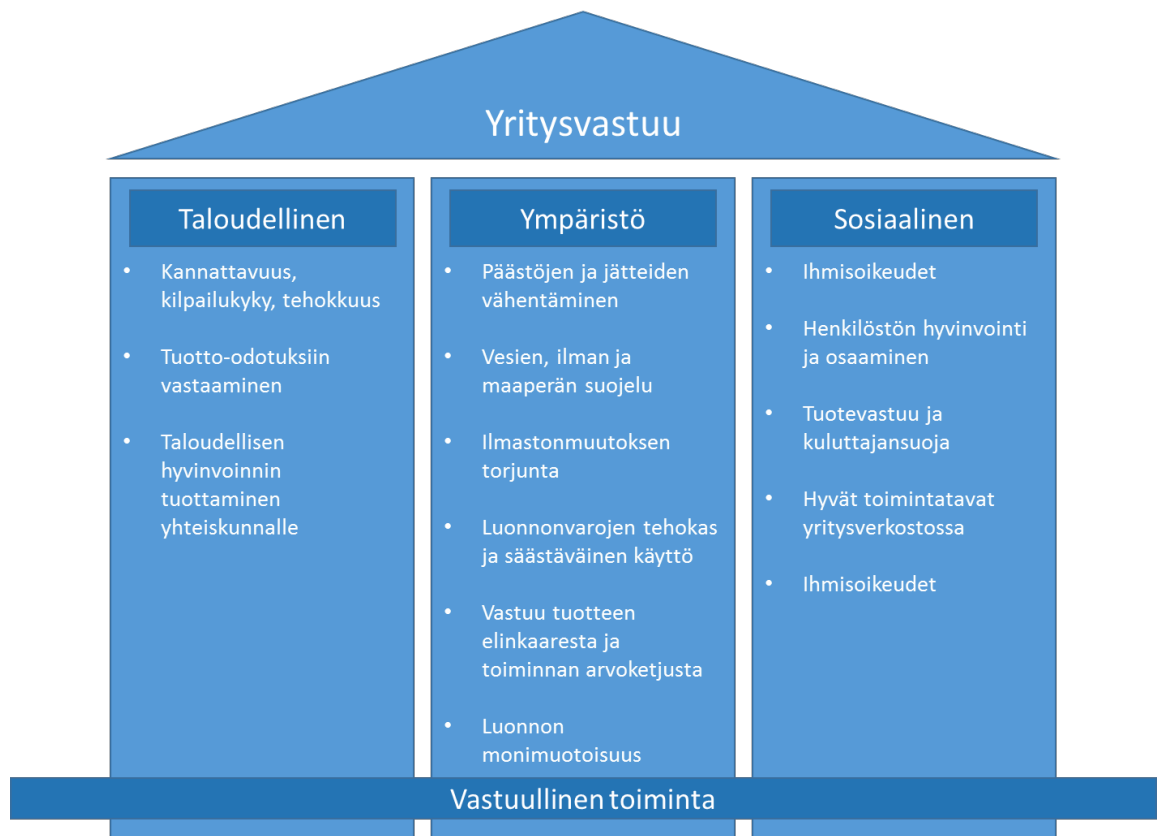 Yritysvastuu
Taloudellinen
• Kannattavuus,
kilpailukyky, tehokkuus
• Tuotto-odotuksiin
vastaaminen
• Taloudellisen
hyvinvoinnin
tuottaminen
yhteiskunnalle
Ympäristö
• Päästöjen ja jätteiden
vähentäminen
• Vesien, ilman ja
maaperän suojelu
• Ilmastonmuutoksen
torjunta
• Luonnonvarojen tehokas
ja säästäväinen käyttö
• Vastuu tuotteen
elinkaaresta ja
toiminnan arvoketjusta
• Luonnon
monimuotoisuus
Sosiaalinen
• Ihmisoikeudet
• Henkilöstön hyvinvointi
ja osaaminen
• Tuotevastuu ja
kuluttajansuoja
• Hyvät toimintatavat
yritysverkostossa
• Ihmisoikeudet
Vastuullinen toiminta